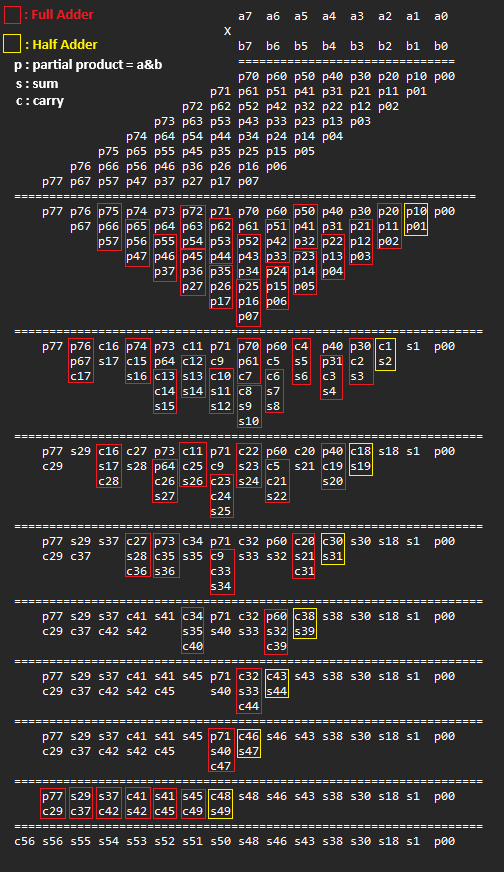 : Full Adder
: Half Adder
p : partial product = a&b
s : sum
c : carry
a7 a6 a5 a4 a3 a2 a1 a0
x
b7 b6 b5 b4 b3 b2 b1 b0
===============================
p70 p60 p50 p40 p30 p20 p10 p00
p71 p61 p51 p41 p31 p21 p11 p01
p72 p62 p52 p42 p32 p22 p12 p02
p73 p63 p53 p43 p33 p23 p13 p03
p74 p64 p54 p44 p34 p24 p14 p04
p75 p65 p55 p45 p35 p25 p15 p05
p76 p66 p56 p46 p36 p26 p16 p06
p77 p67 p57 p47 p37 p27 p17 p07
==================================================================
p77 p76 p75 p74 p73 p72 p71 p70 p60 p50 p40 p30 p20 p10 p00
p67 p66 p65 p64 p63 p62 p61 p51 p41 p31 p21 p11 p01
p57 p56 p55 p54 p53 p52 p42 p32 p22 p12 p02
p47 p46 p45 p44 p43 p33 p23 p13 p03
p37 p36 p35 p34 p24 p14 p04
p27 p26 p25 p15 p05
p17 p16 p06
p07
===================================================================
p77 p76 c16 p74 p73 c11 p71 p70 p60 c4 p40 p30 c1 s1 p00
p67 s17 c15 p64 c12 c9 p61 c5 s5 p31 c2 s2
c17 s16 c13 s13 c10 c7 c6 s6 c3 s3
c14 s14 s11 c8 s7 s4
s15 s12 s9 s8
s10
===================================================================
p77 s29 c16 c27 p73 c11 p71 c22 p60 c20 p40 c18 s18 s1 p00
c29 s17 s28 p64 c25 c9 s23 c5 s21 c19 s19
c28 c26 s26 c23 s24 c21 s20
s27 c24 s22
s25
===================================================================
p77 s29 s37 c27 p73 c34 p71 c32 p60 c20 c30 s30 s18 s1 p00
c29 c37 s28 c35 s35 c9 s33 s32 s21 s31
c36 s36 c33 c31
s34
===================================================================
p77 s29 s37 c41 s41 c34 p71 c32 p60 c38 s38 s30 s18 s1 p00
c29 c37 c42 s42 s35 s40 s33 s32 s39
c40 c39
===================================================================
p77 s29 s37 c41 s41 s45 p71 c32 c43 s43 s38 s30 s18 s1 p00
c29 c37 c42 s42 c45 s40 s33 s44
c44
===================================================================
p77 s29 s37 c41 s41 s45 p71 c46 s46 s43 s38 s30 s18 s1 p00
c29 c37 c42 s42 c45 s40 s47
c47
===================================================================
p77 s29 s37 c41 s41 s45 c48 s48 s46 s43 s38 s30 s18 s1 p00
c29 c37 c42 s42 c45 c49 s49
===================================================================
c56 s56 s55 s54 s53 s52 s51 s50 s48 s46 s43 s38 s30 s18 s1 p00